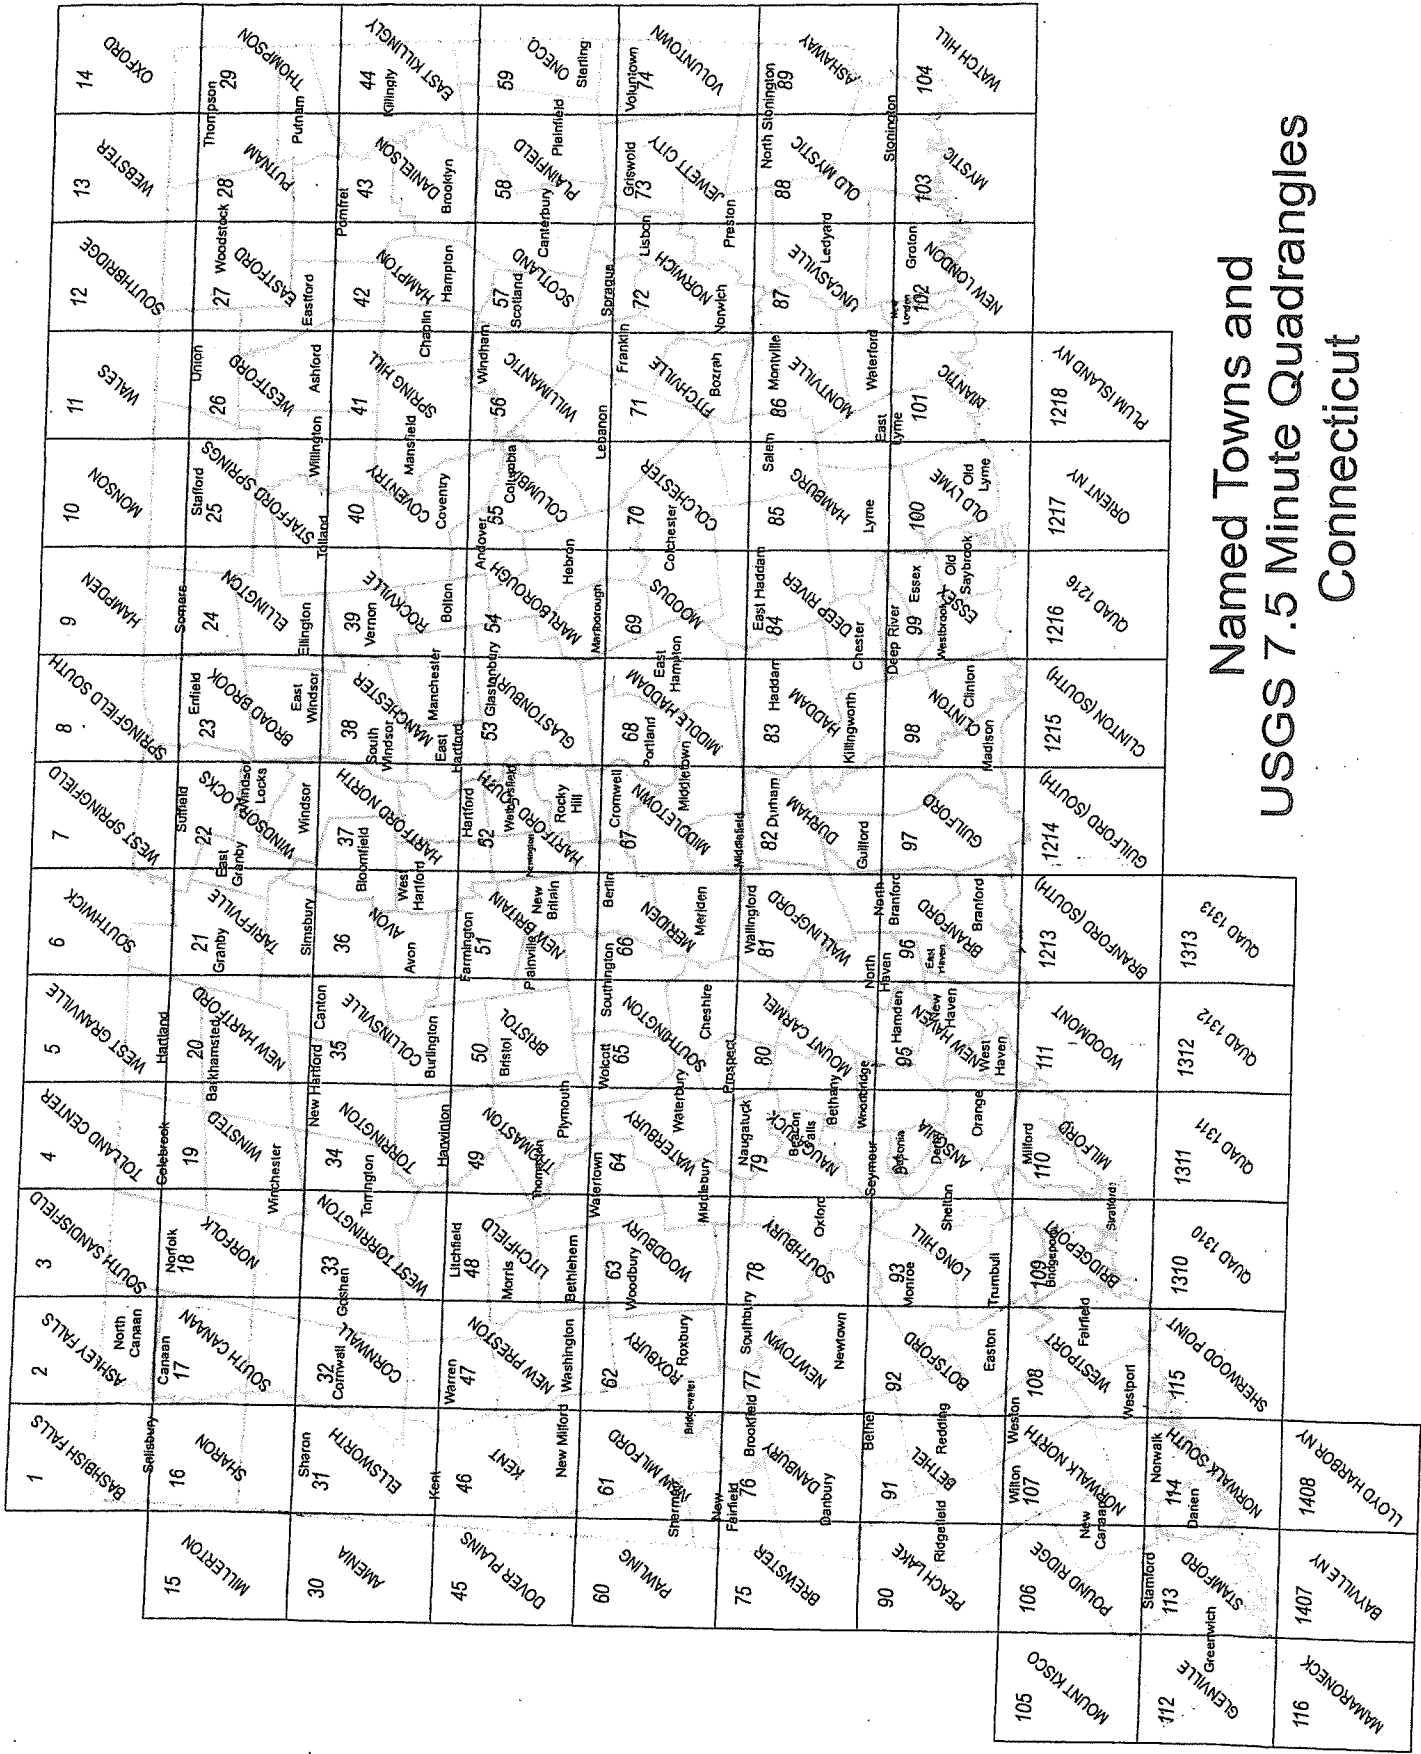 Named Towns and
USGS 7.5 Minute Quadrangles
Connecticut
1
BASHBISH FALLS
2
ASHLEY FALLS
North
Canaan
3
SOUTH SANDISFIELD
4
TOLLAND CENTER
5
WEST GRANVILLE
6
SOUTHWICK
7
WEST SPRINGFIELD
8
SPRINGFIELD SOUTH
9
HAMPDEN
10
MONSON
11
WALES
12
SOUTHBRIDGE
13
WEBSTER
14
OXFORD
15
MILLERTON
Salisbury
16
SHARON
Canaan
17
SOUTH CANAAN
Norfolk
18
NORFOLK
Colebrook
19
WINSTED
Winchester
Hartland
20
Barkhamsted
NEW HARTFORD
21
Granby
TARIFFVILLE
Simsbury
Suffield
22
East
Granby
WINDSOR LOCKS
Windsor
Locks
Windsor
Enfield
23
BROAD BROOK
East
Windsor
Somers
24
ELLINGTON
Ellington
Stafford
25
STAFFORD SPRINGS
Tolland
Willington
Union
26
WESTFORD
Ashford
Woodstock
27
EASTFORD
Eastford
28
PUTNAM
Thompson
29
THOMPSON
Putnam
30
AMENIA
Sharon
31
ELLSWORTH
32
Cornwall
CORNWALL
33
Goshen
WEST TORRINGTON
34
Torrington
TORRINGTON
New Hartford
Canton
35
COLLINSVILLE
Burlington
36
AVON
Avon
37
Bloomfield
West
Hartford
HARTFORD NORTH
38
South
Windsor
MANCHESTER
Manchester
East
Hartford
39
Vernon
ROCKVILLE
Bolton
40
COVENTRY
Coventry
Mansfield
41
SPRING HILL
Chaplin
42
HAMPTON
Hampton
Pomfret
43
DANIELSON
Brooklyn
44
Killingly
EAST KILLINGLY
45
DOVER PLAINS
Kent
46
KENT
New Milford
Warren
47
NEW PRESTON
Washington
Litchfield
48
Morris
LITCHFIELD
Bethlehem
Harwinton
49
THOMASTON
Thomaston
Plymouth
50
Bristol
BRISTOL
Farmington
51
Plainville
NEW BRITAIN
New
Britain
Hartford
52
Wethersfield
HARTFORD SOUTH
Newington
Rocky
Hill
53
Glastonbury
GLASTONBURY
54
MARLBOROUGH
Marlborough
Hebron
Andover
55
Columbia
COLUMBIA
Lebanon
Windham
56
WILLIMANTIC
57
Scotland
SCOTLAND
Sprague
Canterbury
58
PLAINFIELD
Plainfield
59
ONECO
Sterling
60
PAWLING
61
NEW MILFORD
Sherman
62
ROXBURY
Roxbury
Bridgewater
63
Woodbury
WOODBURY
Watertown
64
WATERBURY
Waterbury
Middlebury
Wolcott
65
Southington
SOUTHINGTON
Cheshire
Prospect
Berlin
66
MERIDEN
Meriden
Cromwell
67
MIDDLETOWN
Middletown
Middlefield
68
Portland
MIDDLE HADDAM
East
Hampton
69
MOODUS
70
COLCHESTER
Colchester
Franklin
71
FITCHVILLE
Bozrah
72
Lisbon
NORWICH
Norwich
Griswold
73
JEWETT CITY
Preston
Voluntown
74
VOLUNTOWN
75
BREWSTER
New
Fairfield
76
Brookfield
DANBURY
Danbury
Southbury
77
NEWTOWN
Newtown
78
SOUTHBURY
Oxford
Naugatuck
79
NAUGATUCK
Beacon
Falls
Bethany
Woodbridge
80
MOUNT CARMEL
Wallingford
81
WALLINGFORD
82
Durham
DURHAM
Guilford
83
Haddam
HADDAM
Killingworth
East Haddam
84
DEEP RIVER
Chester
Salem
85
HAMBURG
Lyme
86
Montville
MONTVILLE
Waterford
87
UNCASVILLE
Ledyard
88
OLD MYSTIC
North Stonington
89
ASHAWAY
90
PEACH LAKE
Ridgefield
Bethel
91
BETHEL
Redding
92
BOTSFORD
Easton
93
Monroe
LONG HILL
Trumbull
Shelton
Seymour
Ansonia
Derby
ANSONIA
Orange
95
Hamden
NEW HAVEN
New
Haven
West
Haven
North
Haven
96
North
Branford
East
Haven
BRANFORD
Branford
97
GUILFORD
98
CLINTON
Clinton
Madison
Deep River
99
Essex
Westbrook
ESSEX
Old
Saybrook
100
OLD LYME
Old
Lyme
East
Lyme
101
NIANTIC
New
London
102
Groton
NEW LONDON
103
MYSTIC
Stonington
104
WATCH HILL
105
MOUNT KISCO
106
POUND RIDGE
Wilton
107
Weston
NORWALK NORTH
New
Canaan
108
WESTPORT
Westport
Fairfield
109
Bridgeport
BRIDGEPORT
Stratford
Milford
110
MILFORD
111
WOODMONT
1213
BRANFORD (SOUTH)
1214
GUILFORD (SOUTH)
1215
CLINTON (SOUTH)
1216
QUAD 1216
1217
ORIENT NY
1218
PLUM ISLAND NY
112
GLENVILLE
Greenwich
Stamford
113
STAMFORD
Norwalk
114
Darien
NORWALK SOUTH
115
SHERWOOD POINT
1310
QUAD 1310
1311
QUAD 1311
1312
QUAD 1312
1313
QUAD 1313
116
MAMARONECK
1407
BAYVILLE NY
1408
LLOYD HARBOR NY